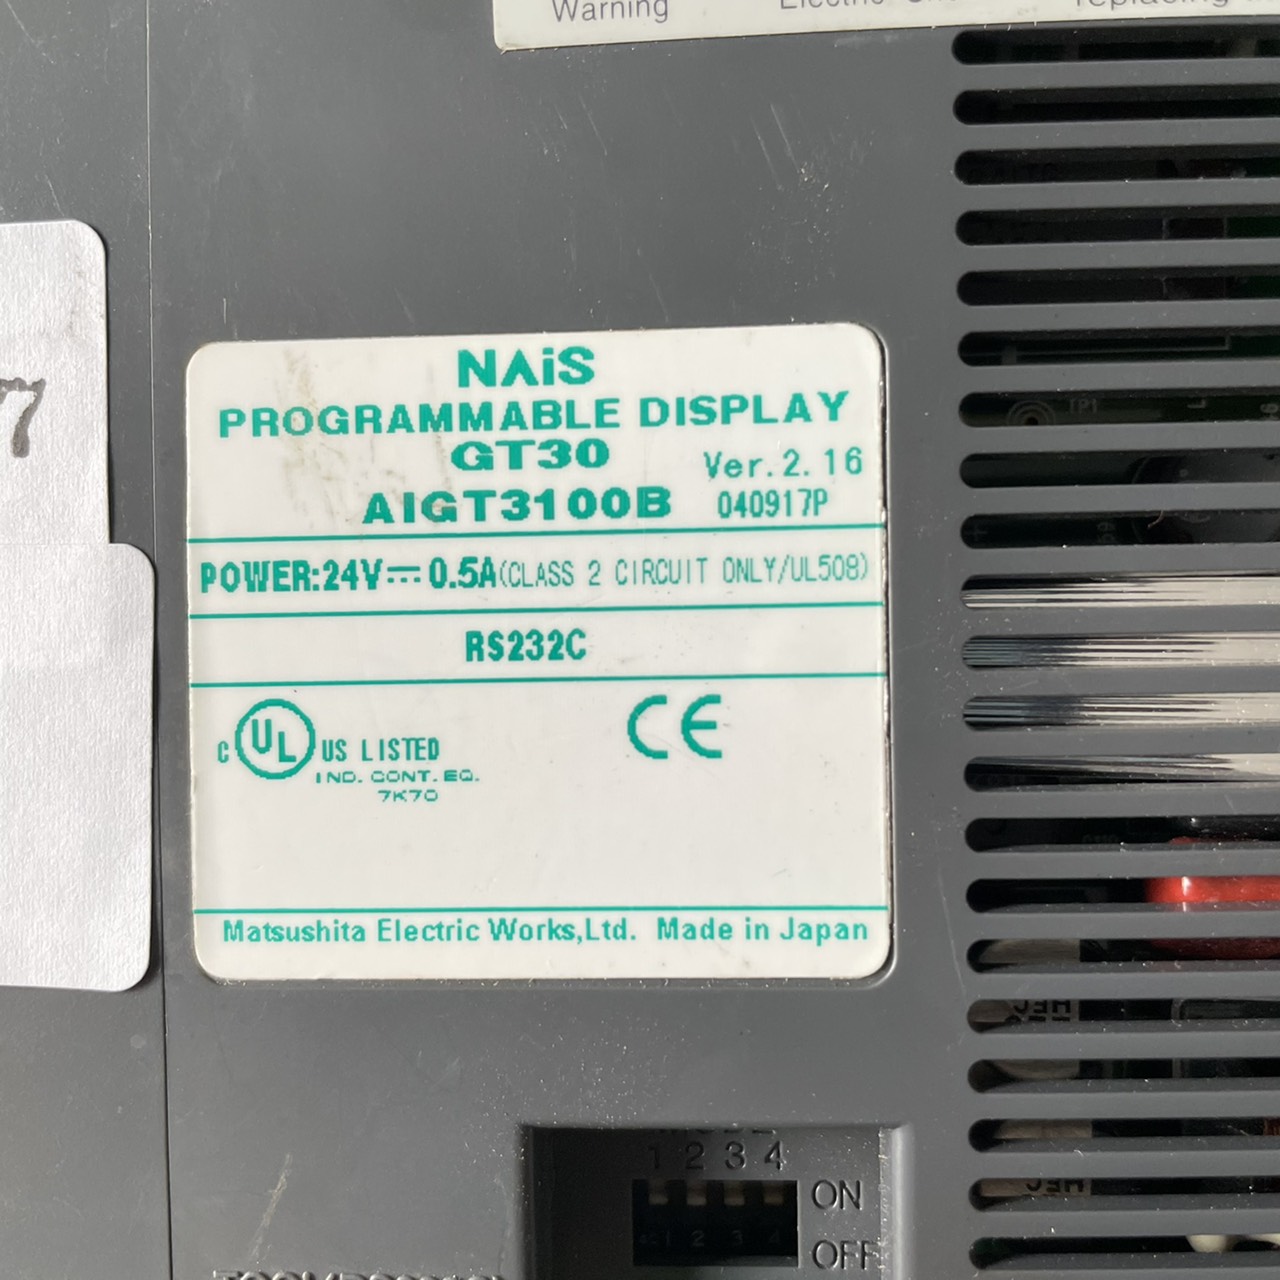 Warning
7
NAiS
PROGRAMMABLE DISPLAY
GT30 Ver.2.16
AIGT3100B 040917P
POWER:24V⎓0.5A(CLASS 2 CIRCUIT ONLY/UL508)
RS232C
C UL US LISTED CE
IND. CONT. EQ.
7K70
Matsushita Electric Works,Ltd. Made in Japan
MODE
1 2 3 4
ON
OFF